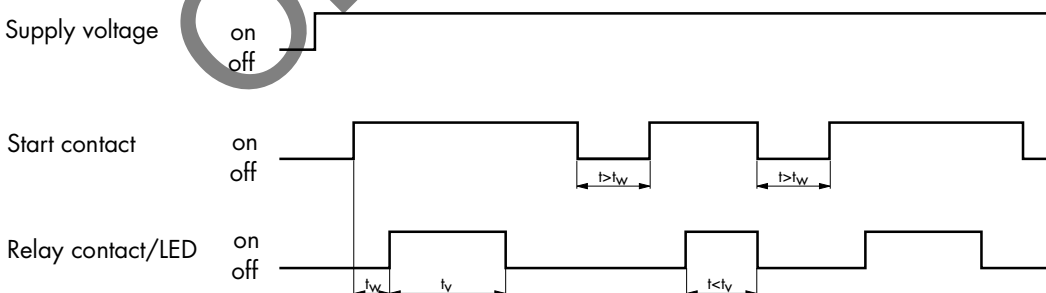 Supply voltage
on
off
Start contact
on
off
t>tw
t>tw
Relay contact/LED
on
off
tw
tv
t<tv